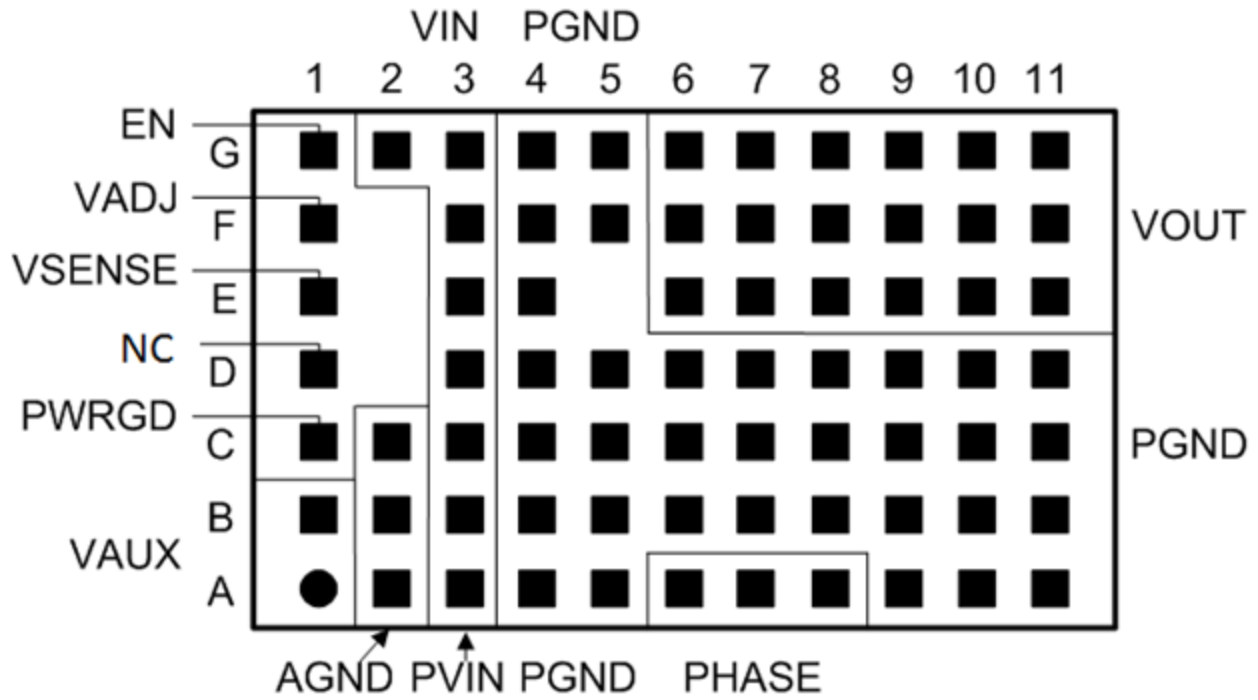 VIN PGND
1 2 3 4 5 6 7 8 9 10 11
EN
G
VADJ
F
VOUT
VSENSE
E
NC
D
PWRGD
C
PGND
B
VAUX
A
AGND PVIN PGND PHASE